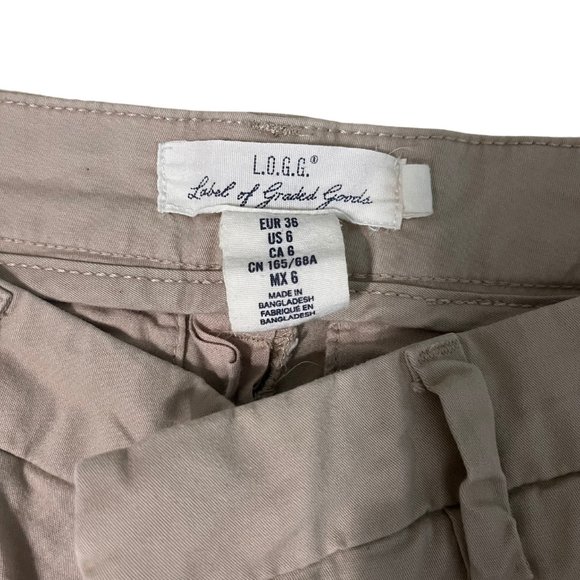 L.O.G.G.®
Label of Graded Goods
EUR 36
US 6
CA 6
CN 165/68A
MX 6
MADE IN
BANGLADESH
FABRIQUÉ EN
BANGLADESH